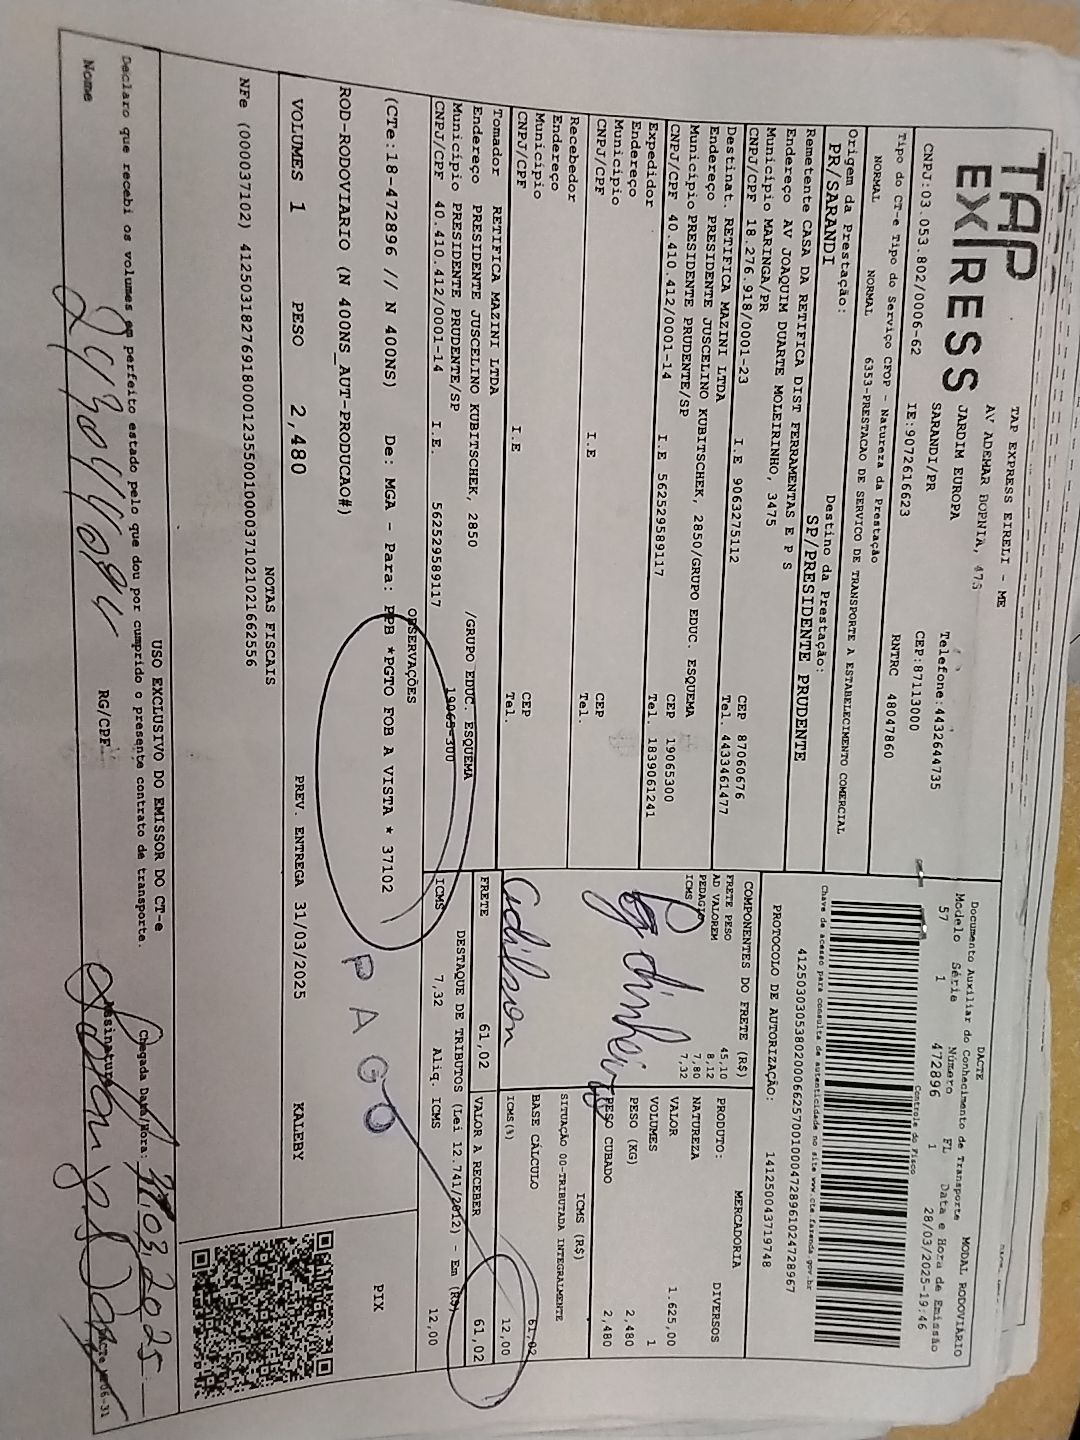 TAP
EXPRESS
TAP EXPRESS EIRELI - ME
AV ADEMAR BORNIA, 475
JARDIM EUROPA
SARANDI/PR
Telefone:4432644735
CEP:87113000
CNPJ:03.053.802/0006-62
IE:9072616623
RNTRC 48047860
Tipo do CT-e Tipo do Serviço CFOP - Natureza da Prestação
NORMAL NORMAL 6353-PRESTACAO DE SERVICO DE TRANSPORTE A ESTABELECIMENTO COMERCIAL
Origem da Prestação:
PR/SARANDI
Destino da Prestação:
SP/PRESIDENTE PRUDENTE
Remetente CASA DA RETIFICA DIST FERRAMENTAS E P S
Endereço AV JOAQUIM DUARTE MOLEIRINHO, 3475
Município MARINGA/PR CEP 87060676
CNPJ/CPF 18.276.918/0001-23 I.E 9063275112 Tel. 4433461477
Destinat. RETIFICA MAZINI LTDA
Endereço PRESIDENTE JUSCELINO KUBITSCHEK, 2850/GRUPO EDUC. ESQUEMA
Município PRESIDENTE PRUDENTE/SP CEP 19065300
CNPJ/CPF 40.410.412/0001-14 I.E 562529589117 Tel. 1839061241
Expedidor
Endereço
Município CEP
CNPJ/CPF I.E Tel.
Recebedor
Endereço
Município CEP
CNPJ/CPF I.E Tel.
Tomador RETIFICA MAZINI LTDA
Endereço PRESIDENTE JUSCELINO KUBITSCHEK, 2850 /GRUPO EDUC. ESQUEMA
Município PRESIDENTE PRUDENTE/SP 19065-300
CNPJ/CPF 40.410.412/0001-14 I.E. 562529589117
DACTE
Documento Auxiliar do Conhecimento de Transporte
MODAL RODOVIÁRIO
Modelo Série Número FL Data e Hora de Emissão
57 1 472896 1 28/03/2025-19:46
Controle do Fisco
Chave de acesso para consulta de autenticidade no site www.cte.fazenda.gov.br
41250303053802000662570010004728961024728967
PROTOCOLO DE AUTORIZAÇÃO: 141250043719748
COMPONENTES DO FRETE (R$)
FRETE PESO 45,10
AD VALOREM 8,12
PEDAGIO 7,80
ICMS 7,32
Pg dinheiro
Adilson
MERCADORIA
PRODUTO: DIVERSOS
NATUREZA
VALOR 1.625,00
VOLUMES 1
PESO (KG) 2,480
PESO CUBADO 2,480
ICMS (R$)
SITUAÇÃO 00-TRIBUTADA INTEGRALMENTE
BASE CÁLCULO 61,02
ICMS(%) 12,00
FRETE 61,02
VALOR A RECEBER 61,02
DESTAQUE DE TRIBUTOS (Lei 12.741/2012) - Em (R$)
ICMS 7,32 Aliq. ICMS 12,00
OBSERVAÇÕES
(CTe:18-472896 // N 400NS) De: MGA - Para: PPB *PGTO FOB A VISTA * 37102
ROD-RODOVIARIO (N 400NS_AUT-PRODUCAO#)
PAGO
PIX
VOLUMES 1 PESO 2,480 PREV. ENTREGA 31/03/2025 KALEBY
NOTAS FISCAIS
NFe (000037102) 41250318276918000123550010000371021021662556
USO EXCLUSIVO DO EMISSOR DO CT-e
Declaro que recebi os volumes em perfeito estado pelo que dou por cumprido o presente contrato de transporte.
Chegada Data/Hora: 31.03.2025
Nome RG/CPF Assinatura